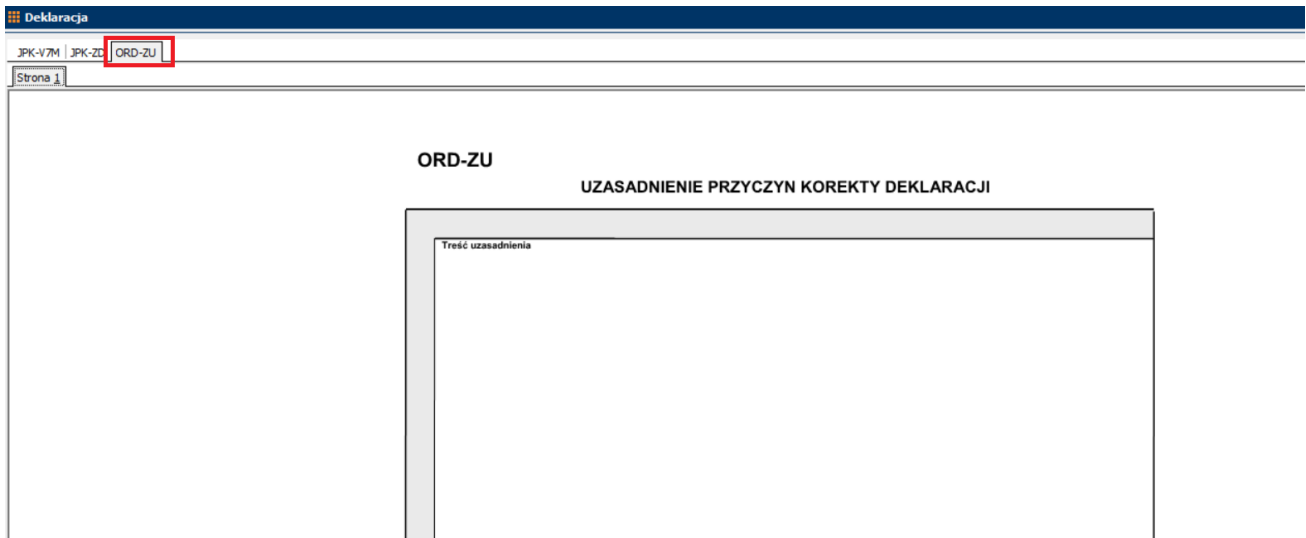 Deklaracja
JPK-V7M JPK-ZD ORD-ZU
Strona 1
ORD-ZU
UZASADNIENIE PRZYCZYN KOREKTY DEKLARACJI
Treść uzasadnienia